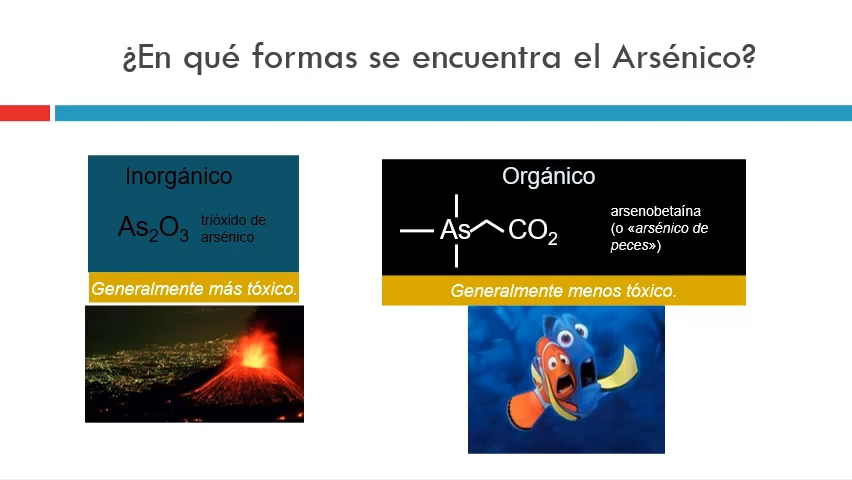 ¿En qué formas se encuentra el Arsénico?
Inorgánico
As₂O₃
trióxido de
arsénico
Generalmente más tóxico.
Orgánico
As CO₂
arsenobetaína
(o «arsénico de
peces»)
Generalmente menos tóxico.